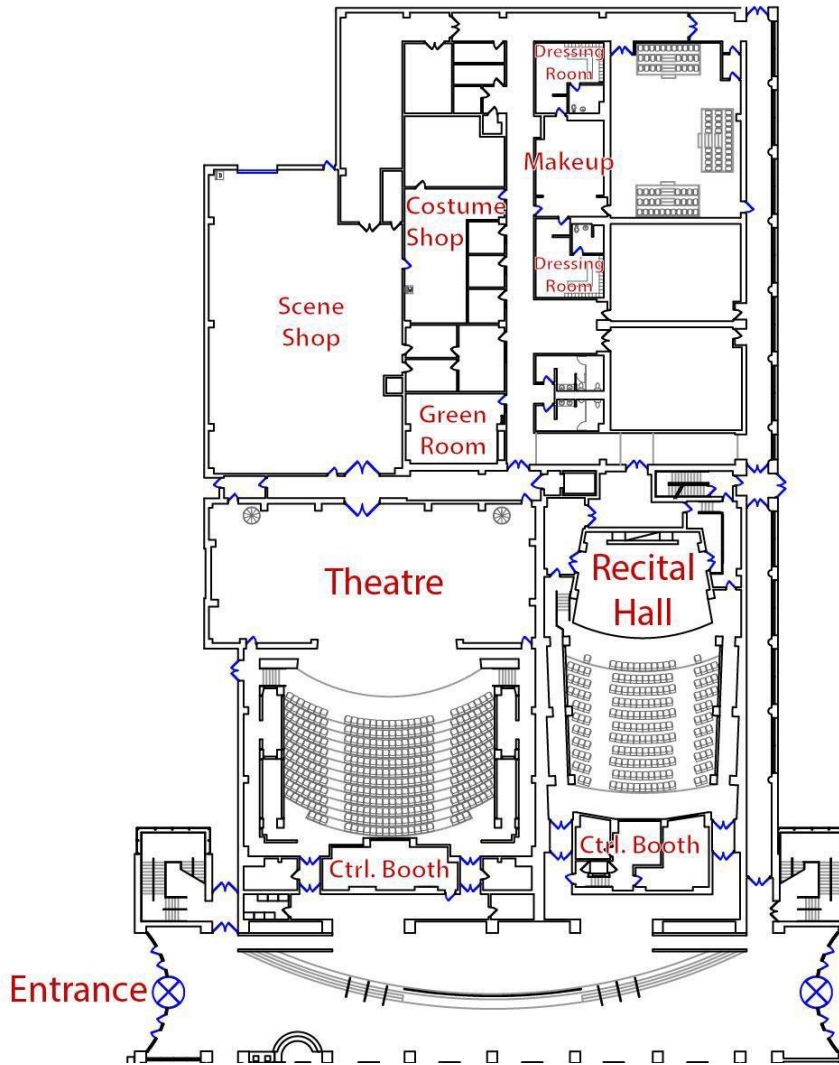 Dressing
Room
Makeup
Costume
Shop
Dressing
Room
Scene
Shop
Green
Room
Theatre
Recital
Hall
Ctrl. Booth
Ctrl. Booth
Entrance